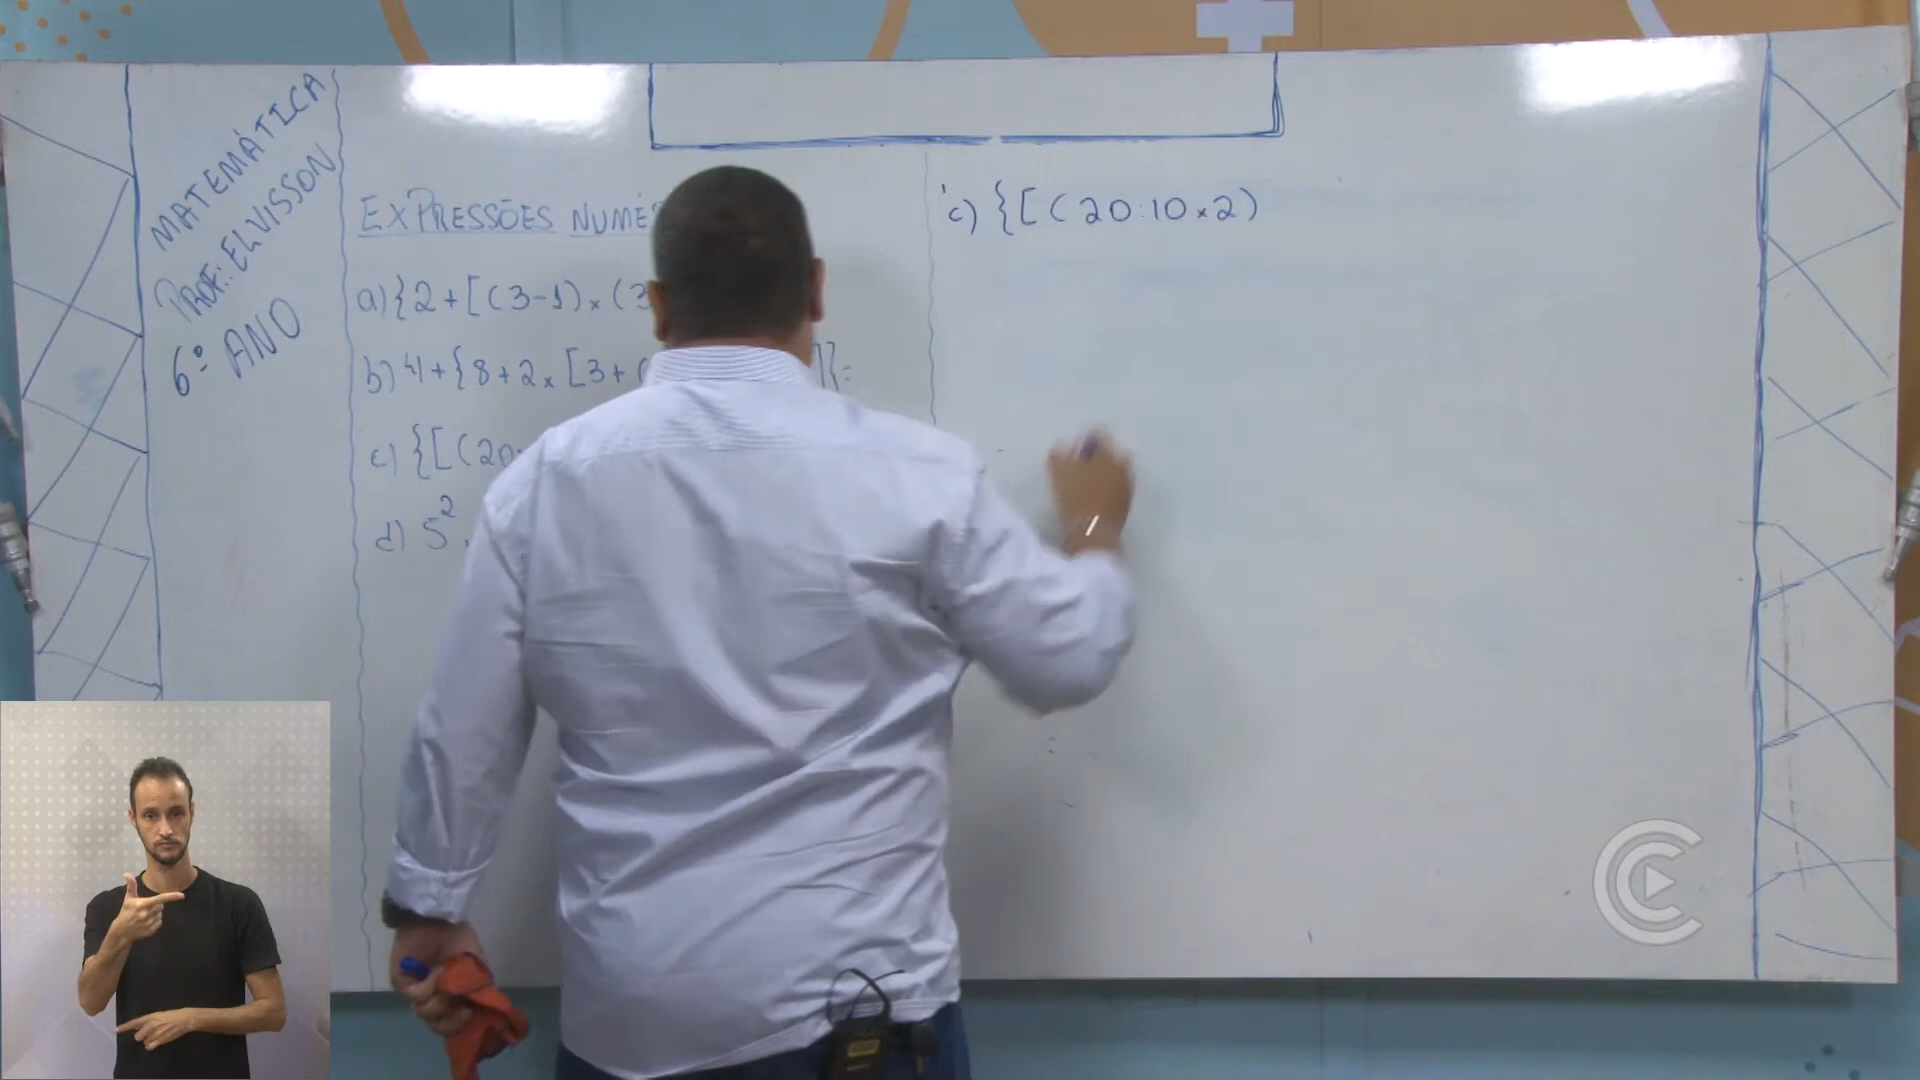 MATEMÁTICA
PROF.: ELVISSON
6º ANO
EXPRESSÕES NUMÉ
a) {2+[(3-1)×(3
b) 4+{8+2×[3+( ]}=
c) {[(20:
d) 5²
c) {[(20:10×2)